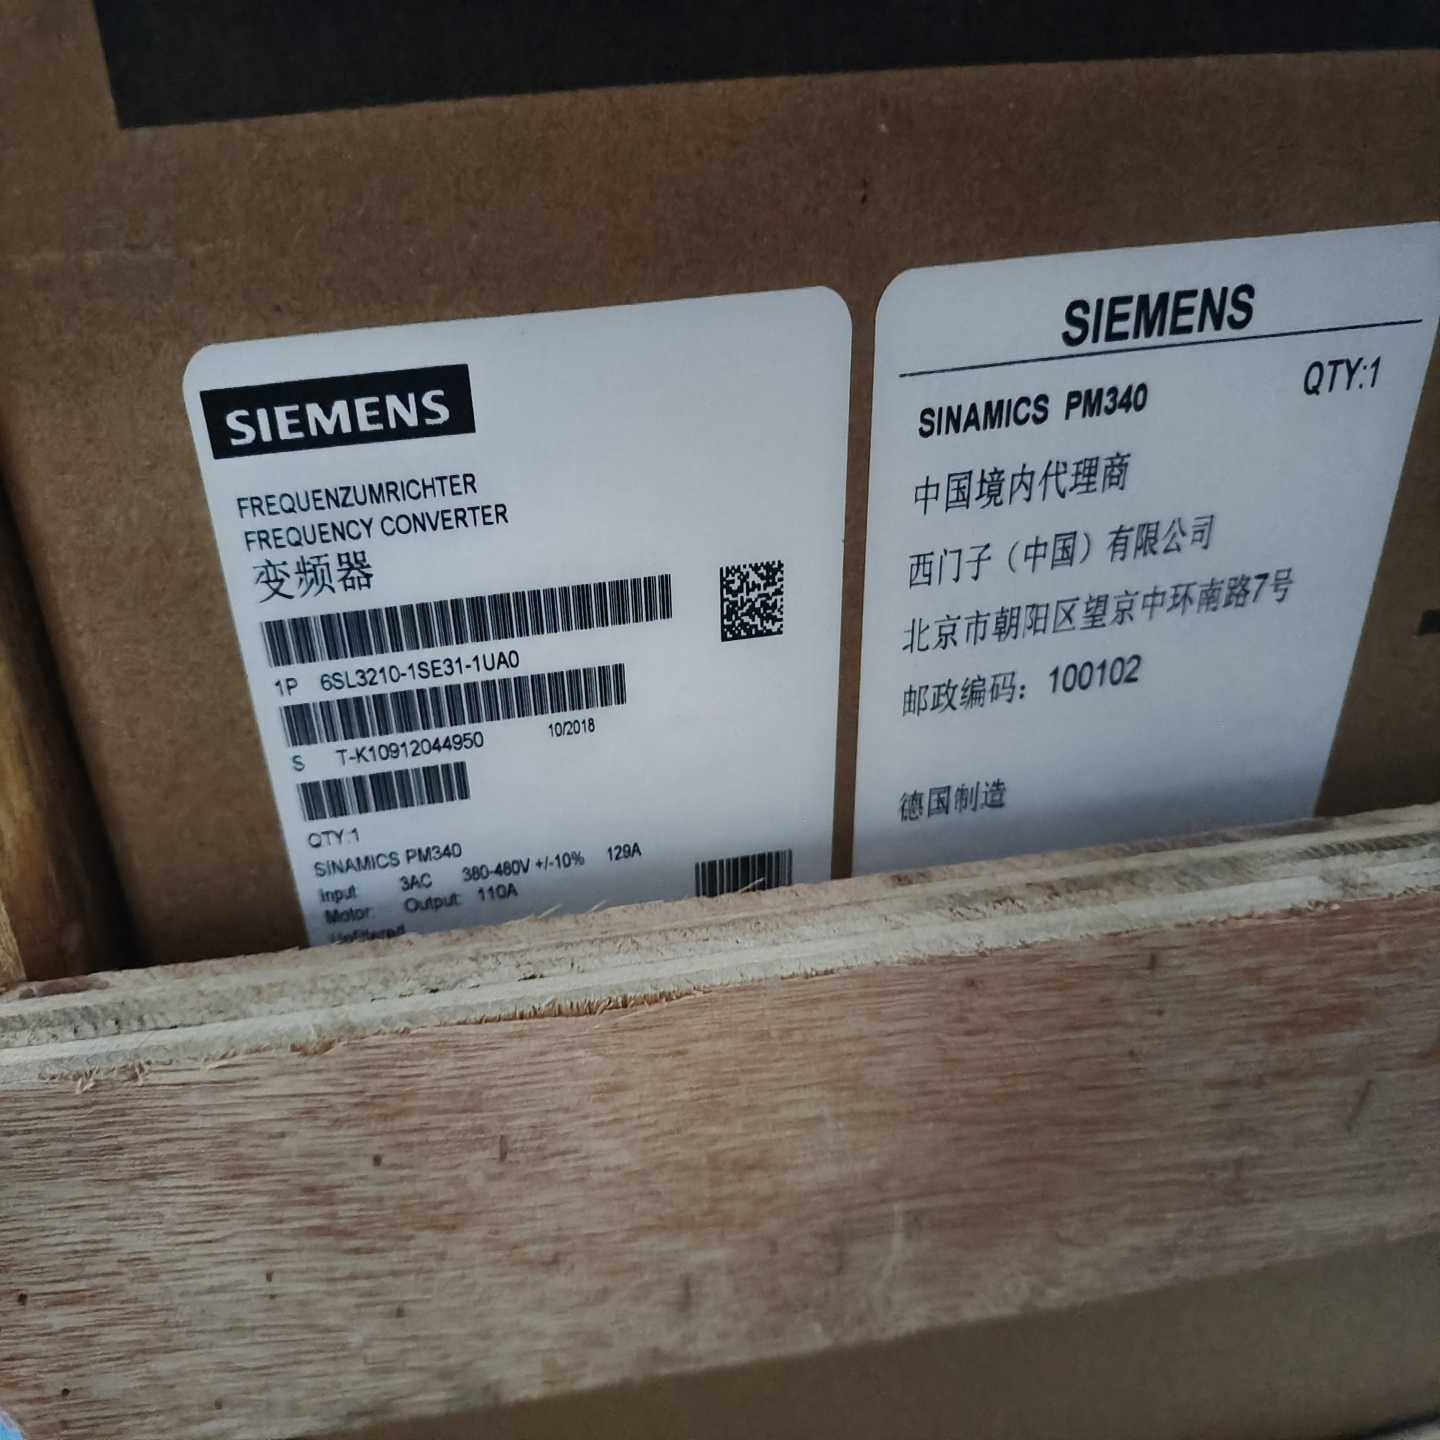 SIEMENS
FREQUENZUMRICHTER
FREQUENCY CONVERTER
变频器
1P 6SL3210-1SE31-1UA0
S T-K10912044950 10/2018
QTY:1
SINAMICS PM340
Input 3AC 380-480V +/-10% 129A
Motor: Output: 110A
Unfiltered
SIEMENS
SINAMICS PM340 QTY:1
中国境内代理商
西门子（中国）有限公司
北京市朝阳区望京中环南路7号
邮政编码：100102
德国制造